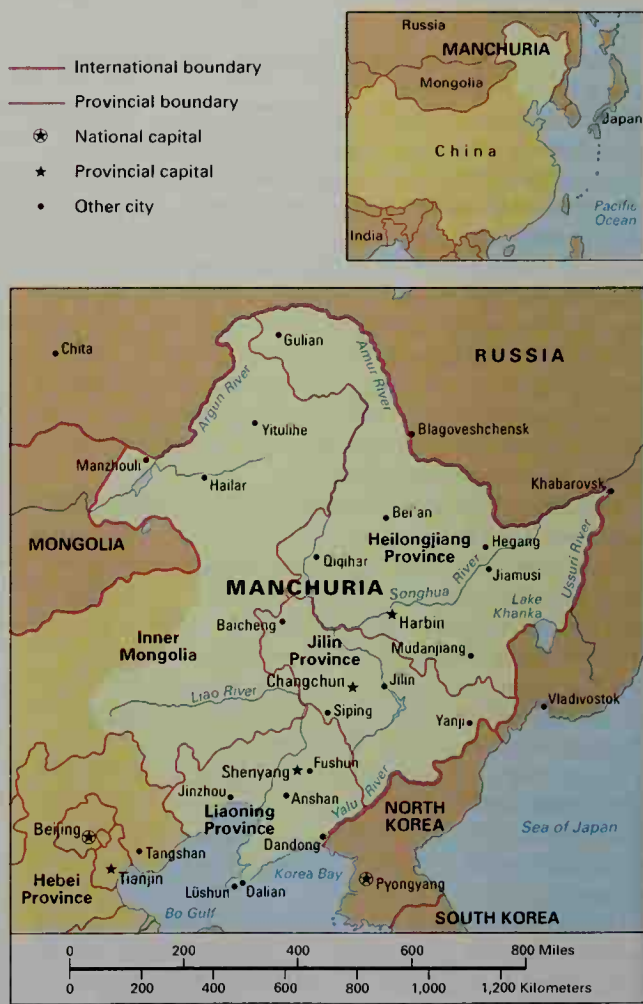 International boundary
Provincial boundary
National capital
Provincial capital
Other city
Russia
MANCHURIA
Mongolia
Japan
China
Pacific
Ocean
India
Chita
Gulian
Argun River
Amur River
RUSSIA
Yitulihe
Blagoveshchensk
Manzhouli
Hailar
Khabarovsk
Bei'an
MONGOLIA
Heilongjiang
Province
Hegang
Qiqihar
Jiamusi
Ussuri River
MANCHURIA
Songhua River
Harbin
Lake
Khanka
Baicheng
Inner
Mongolia
Jilin
Province
Mudanjiang
Changchun
Jilin
Liao River
Siping
Yanji
Vladivostok
Shenyang
Fushun
Jinzhou
Anshan
Liaoning
Province
Yalu River
NORTH
KOREA
Sea of Japan
Beijing
Tangshan
Dandong
Hebei
Province
Tianjin
Korea Bay
Pyongyang
Lüshun
Dalian
Bo Gulf
SOUTH KOREA
0 200 400 600 800 Miles
0 200 400 600 800 1,000 1,200 Kilometers